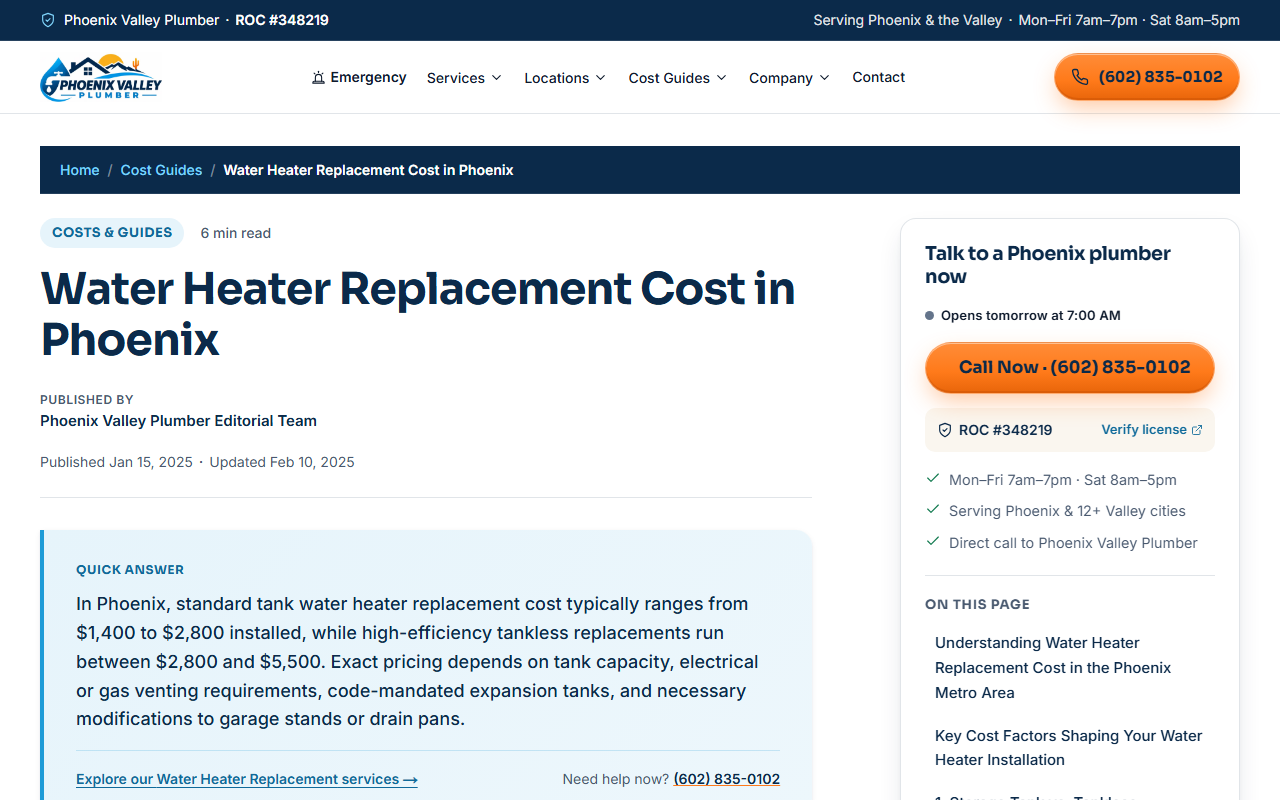 Phoenix Valley Plumber · ROC #348219
Serving Phoenix & the Valley · Mon–Fri 7am–7pm · Sat 8am–5pm
PHOENIX VALLEY
PLUMBER
Emergency Services Locations Cost Guides Company Contact
(602) 835-0102
Home / Cost Guides / Water Heater Replacement Cost in Phoenix
COSTS & GUIDES 6 min read
Water Heater Replacement Cost in
Phoenix
PUBLISHED BY
Phoenix Valley Plumber Editorial Team
Published Jan 15, 2025 · Updated Feb 10, 2025
QUICK ANSWER
In Phoenix, standard tank water heater replacement cost typically ranges from
$1,400 to $2,800 installed, while high-efficiency tankless replacements run
between $2,800 and $5,500. Exact pricing depends on tank capacity, electrical
or gas venting requirements, code-mandated expansion tanks, and necessary
modifications to garage stands or drain pans.
Explore our Water Heater Replacement services →
Need help now? (602) 835-0102
Talk to a Phoenix plumber
now
Opens tomorrow at 7:00 AM
Call Now · (602) 835-0102
ROC #348219 Verify license
Mon–Fri 7am–7pm · Sat 8am–5pm
Serving Phoenix & 12+ Valley cities
Direct call to Phoenix Valley Plumber
ON THIS PAGE
Understanding Water Heater
Replacement Cost in the Phoenix
Metro Area
Key Cost Factors Shaping Your Water
Heater Installation